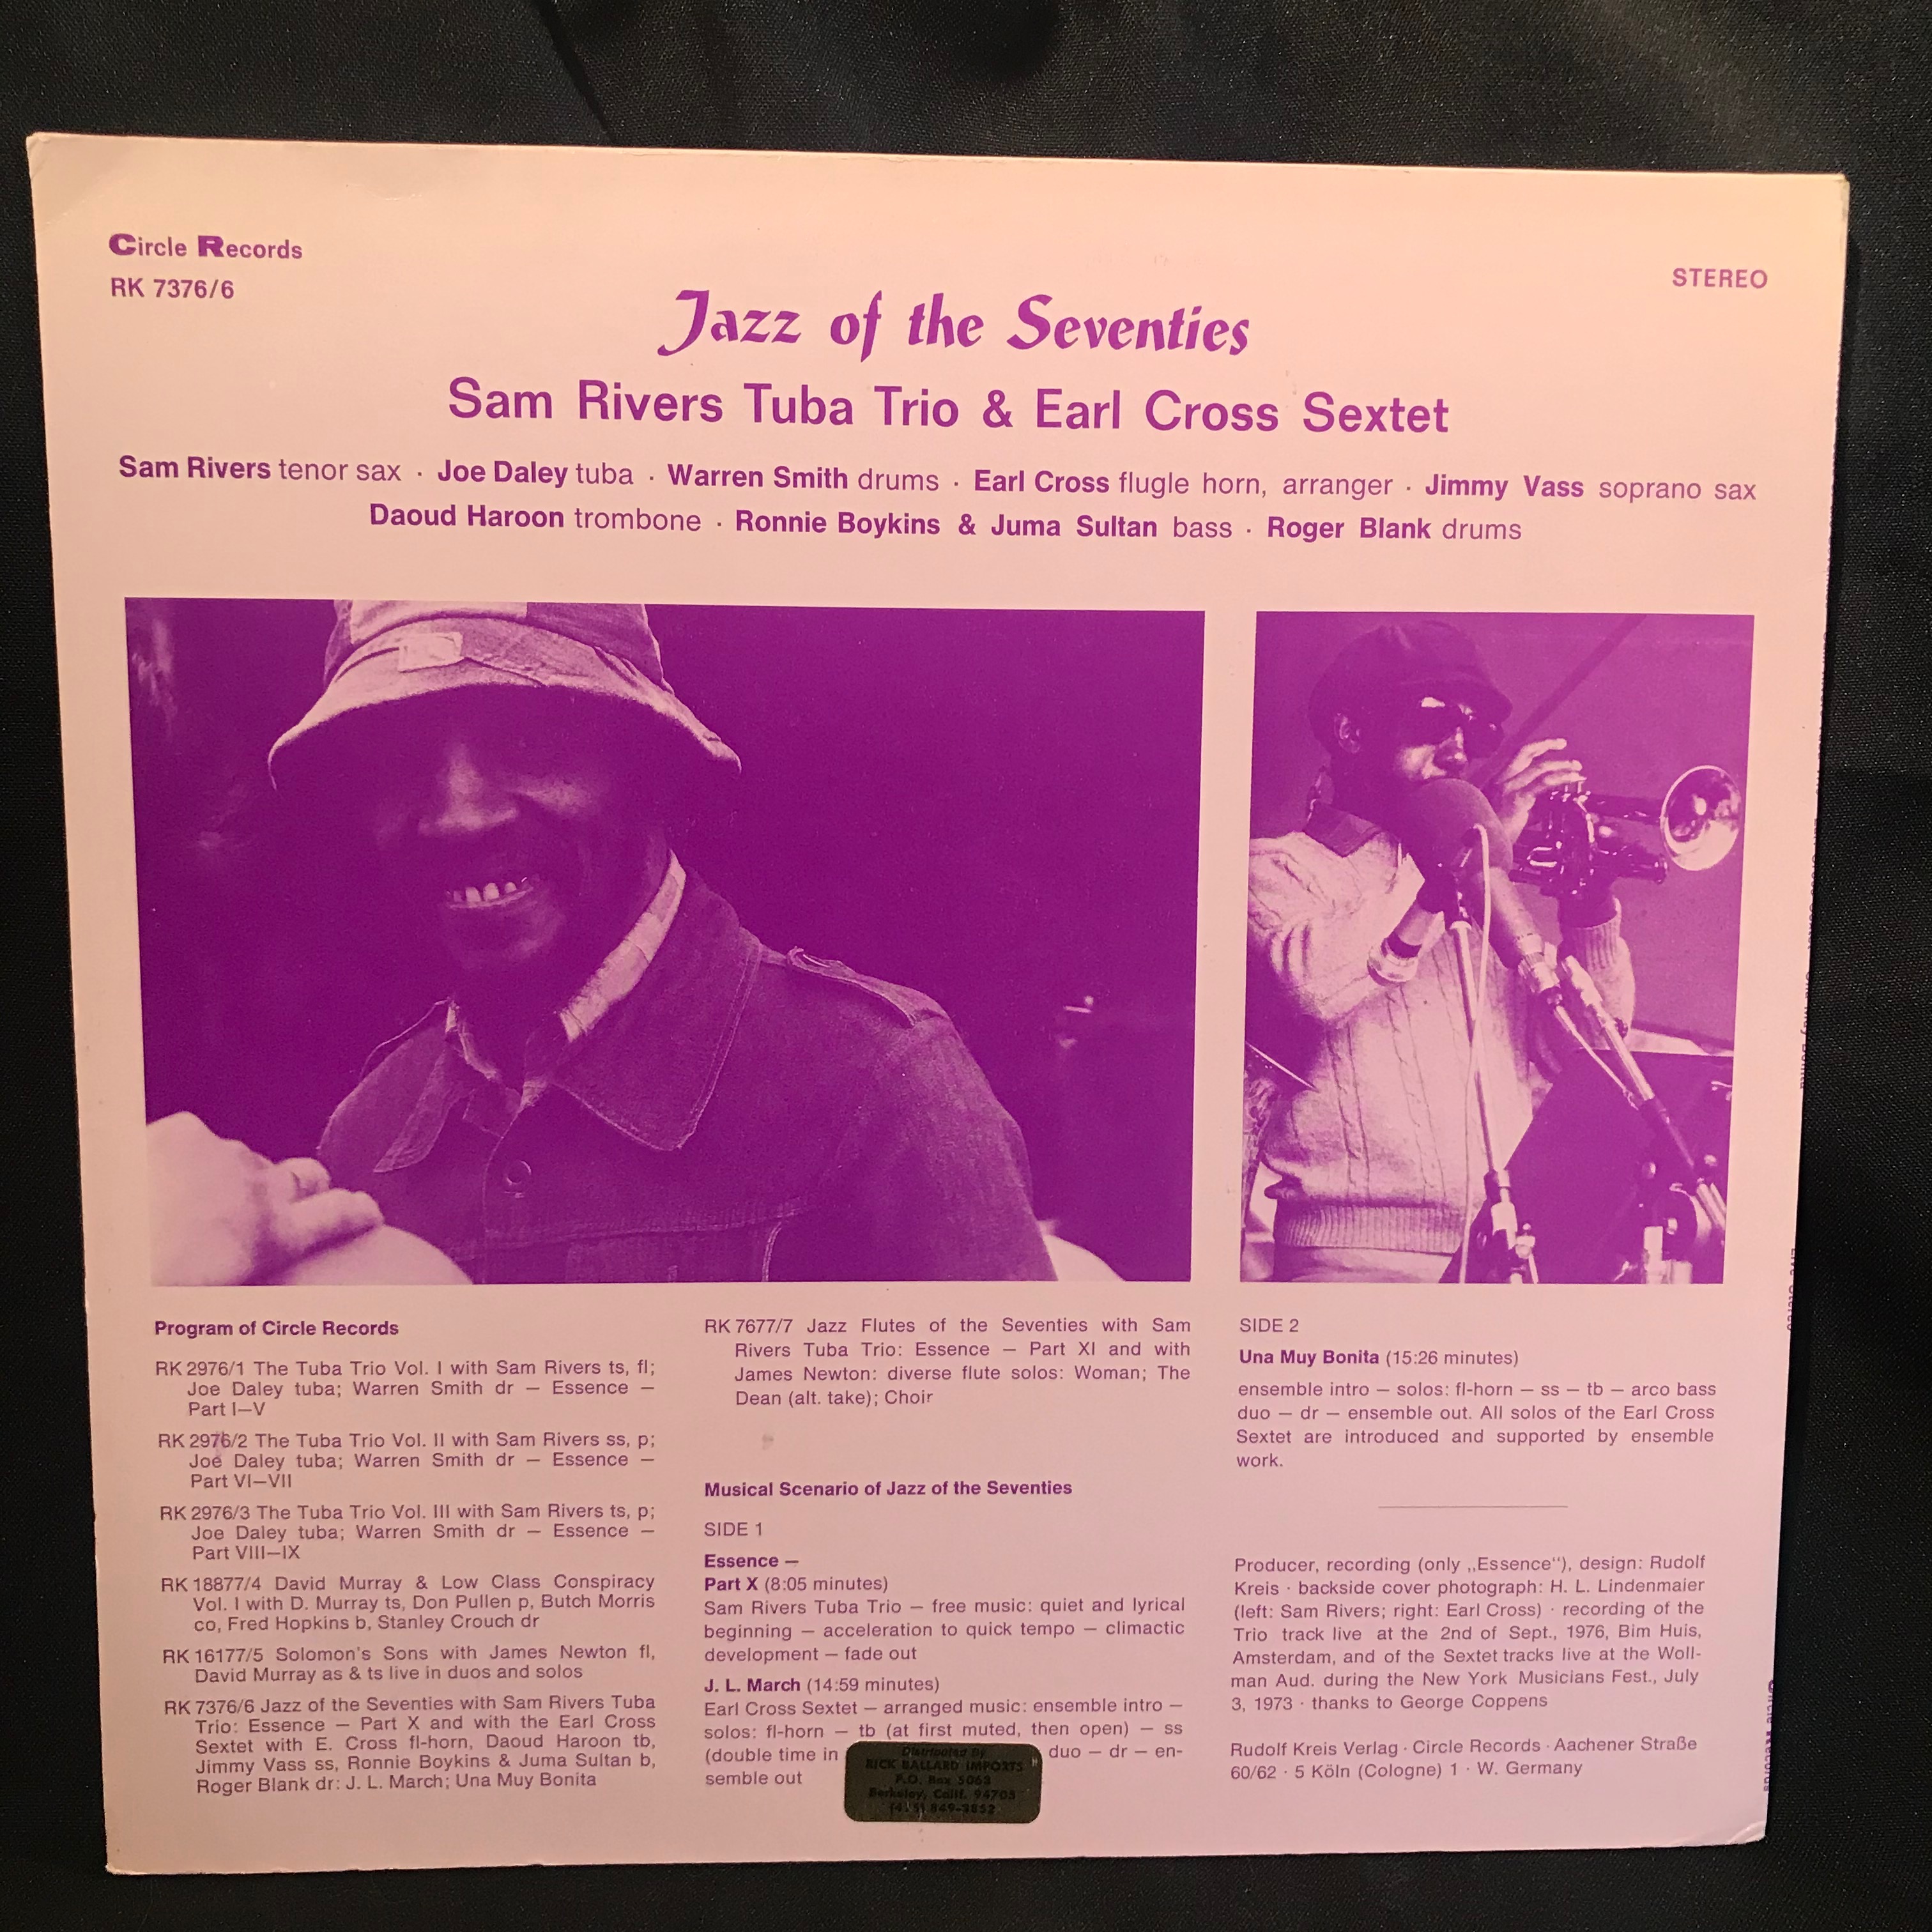 Circle Records
RK 7376/6
STEREO
Jazz of the Seventies
Sam Rivers Tuba Trio & Earl Cross Sextet
Sam Rivers tenor sax · Joe Daley tuba · Warren Smith drums · Earl Cross flugle horn, arranger · Jimmy Vass soprano sax
Daoud Haroon trombone · Ronnie Boykins & Juma Sultan bass · Roger Blank drums
Program of Circle Records
RK 2976/1 The Tuba Trio Vol. I with Sam Rivers ts, fl;
Joe Daley tuba; Warren Smith dr – Essence –
Part I–V
RK 2976/2 The Tuba Trio Vol. II with Sam Rivers ss, p;
Joe Daley tuba; Warren Smith dr – Essence –
Part VI–VII
RK 2976/3 The Tuba Trio Vol. III with Sam Rivers ts, p;
Joe Daley tuba; Warren Smith dr – Essence –
Part VIII–IX
RK 18877/4 David Murray & Low Class Conspiracy
Vol. I with D. Murray ts, Don Pullen p, Butch Morris
co, Fred Hopkins b, Stanley Crouch dr
RK 16177/5 Solomon's Sons with James Newton fl,
David Murray as & ts live in duos and solos
RK 7376/6 Jazz of the Seventies with Sam Rivers Tuba
Trio: Essence – Part X and with the Earl Cross
Sextet with E. Cross fl-horn, Daoud Haroon tb,
Jimmy Vass ss, Ronnie Boykins & Juma Sultan b,
Roger Blank dr: J. L. March; Una Muy Bonita
RK 7677/7 Jazz Flutes of the Seventies with Sam
Rivers Tuba Trio: Essence – Part XI and with
James Newton: diverse flute solos: Woman; The
Dean (alt. take); Choir
Musical Scenario of Jazz of the Seventies
SIDE 1
Essence –
Part X (8:05 minutes)
Sam Rivers Tuba Trio – free music: quiet and lyrical
beginning – acceleration to quick tempo – climactic
development – fade out
J. L. March (14:59 minutes)
Earl Cross Sextet – arranged music: ensemble intro –
solos: fl-horn – tb (at first muted, then open) – ss
(double time in duo – dr – en-
semble out
Distributed By
RICK BALLARD IMPORTS
P.O. Box 5063
Berkeley, Calif. 94705
(415) 849-3852
SIDE 2
Una Muy Bonita (15:26 minutes)
ensemble intro – solos: fl-horn – ss – tb – arco bass
duo – dr – ensemble out. All solos of the Earl Cross
Sextet are introduced and supported by ensemble
work.
Producer, recording (only „Essence“), design: Rudolf
Kreis · backside cover photograph: H. L. Lindenmaier
(left: Sam Rivers; right: Earl Cross) · recording of the
Trio track live at the 2nd of Sept., 1976, Bim Huis,
Amsterdam, and of the Sextet tracks live at the Woll-
man Aud. during the New York Musicians Fest., July
3, 1973 · thanks to George Coppens
Rudolf Kreis Verlag · Circle Records · Aachener Straße
60/62 · 5 Köln (Cologne) 1 · W. Germany